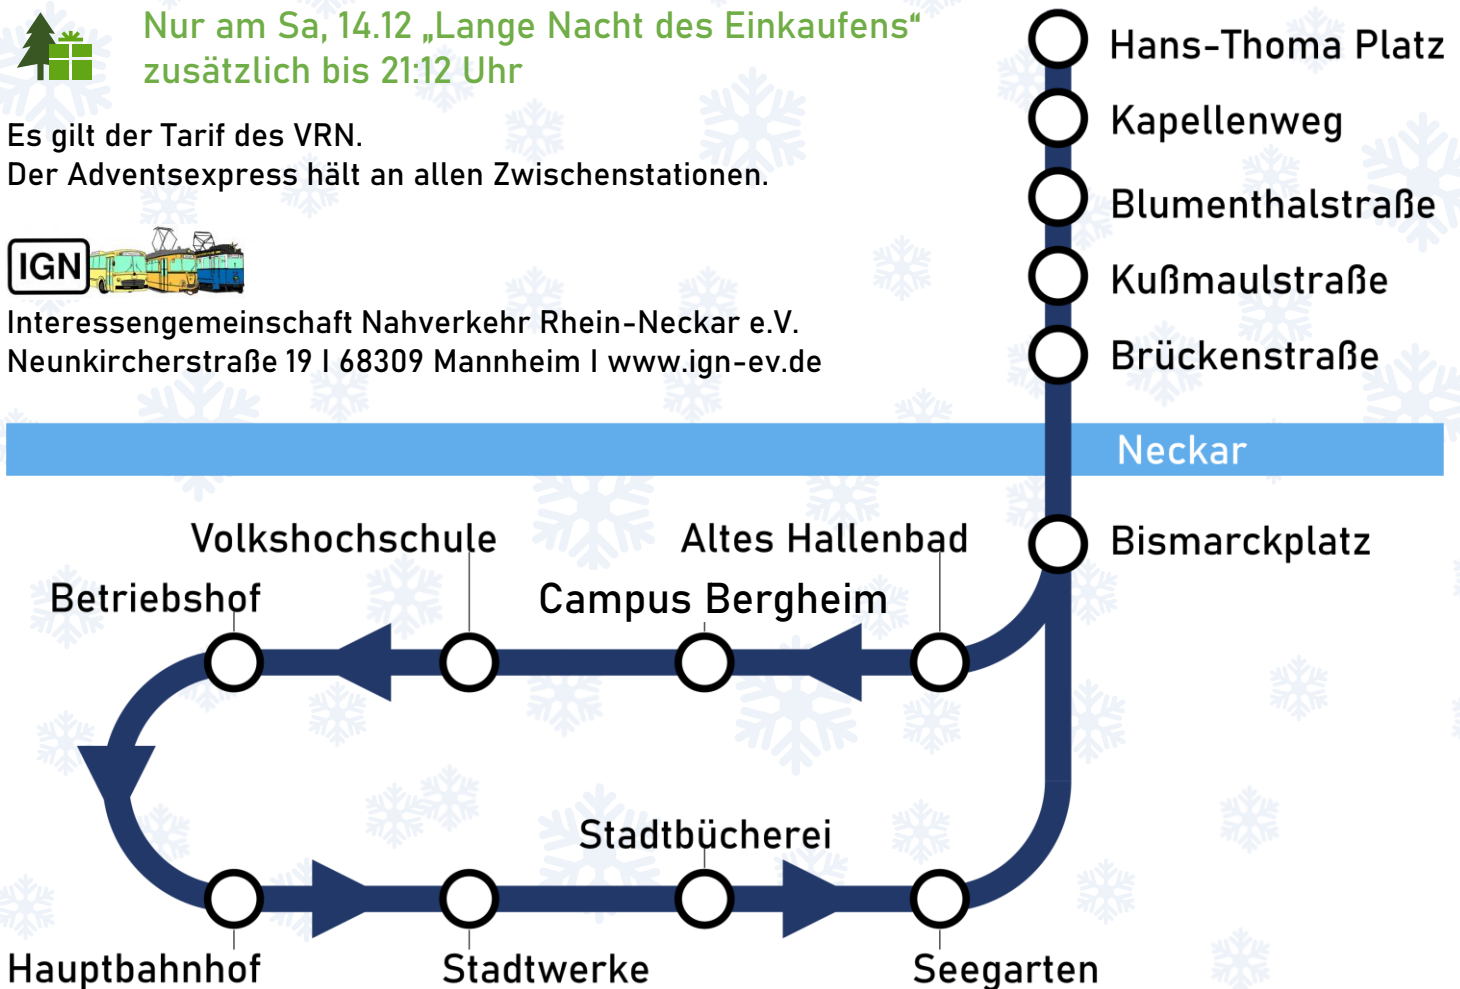 Nur am Sa, 14.12 „Lange Nacht des Einkaufens“
zusätzlich bis 21:12 Uhr
Es gilt der Tarif des VRN.
Der Adventsexpress hält an allen Zwischenstationen.
IGN
Interessengemeinschaft Nahverkehr Rhein-Neckar e.V.
Neunkircherstraße 19 I 68309 Mannheim I www.ign-ev.de
Hans-Thoma Platz
Kapellenweg
Blumenthalstraße
Kußmaulstraße
Brückenstraße
Neckar
Bismarckplatz
Altes Hallenbad
Campus Bergheim
Volkshochschule
Betriebshof
Hauptbahnhof
Stadtwerke
Stadtbücherei
Seegarten